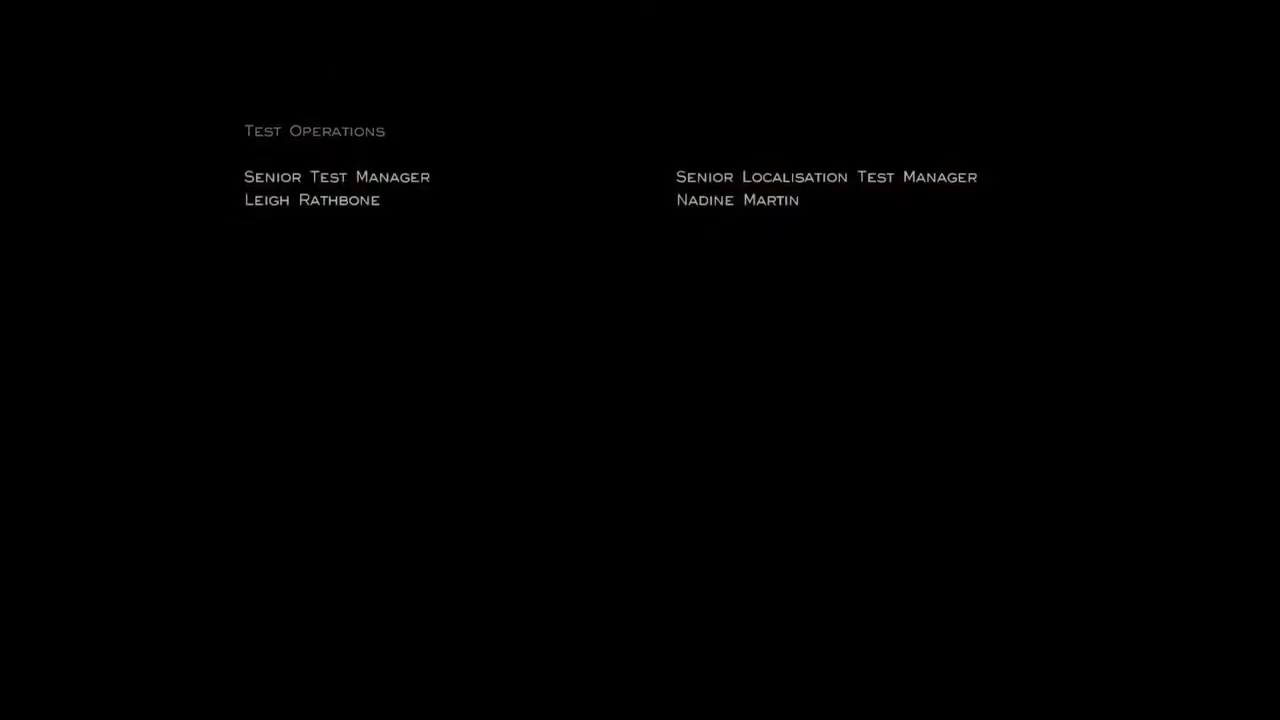 Test Operations
Senior Test Manager
Leigh Rathbone
Senior Localisation Test Manager
Nadine Martin